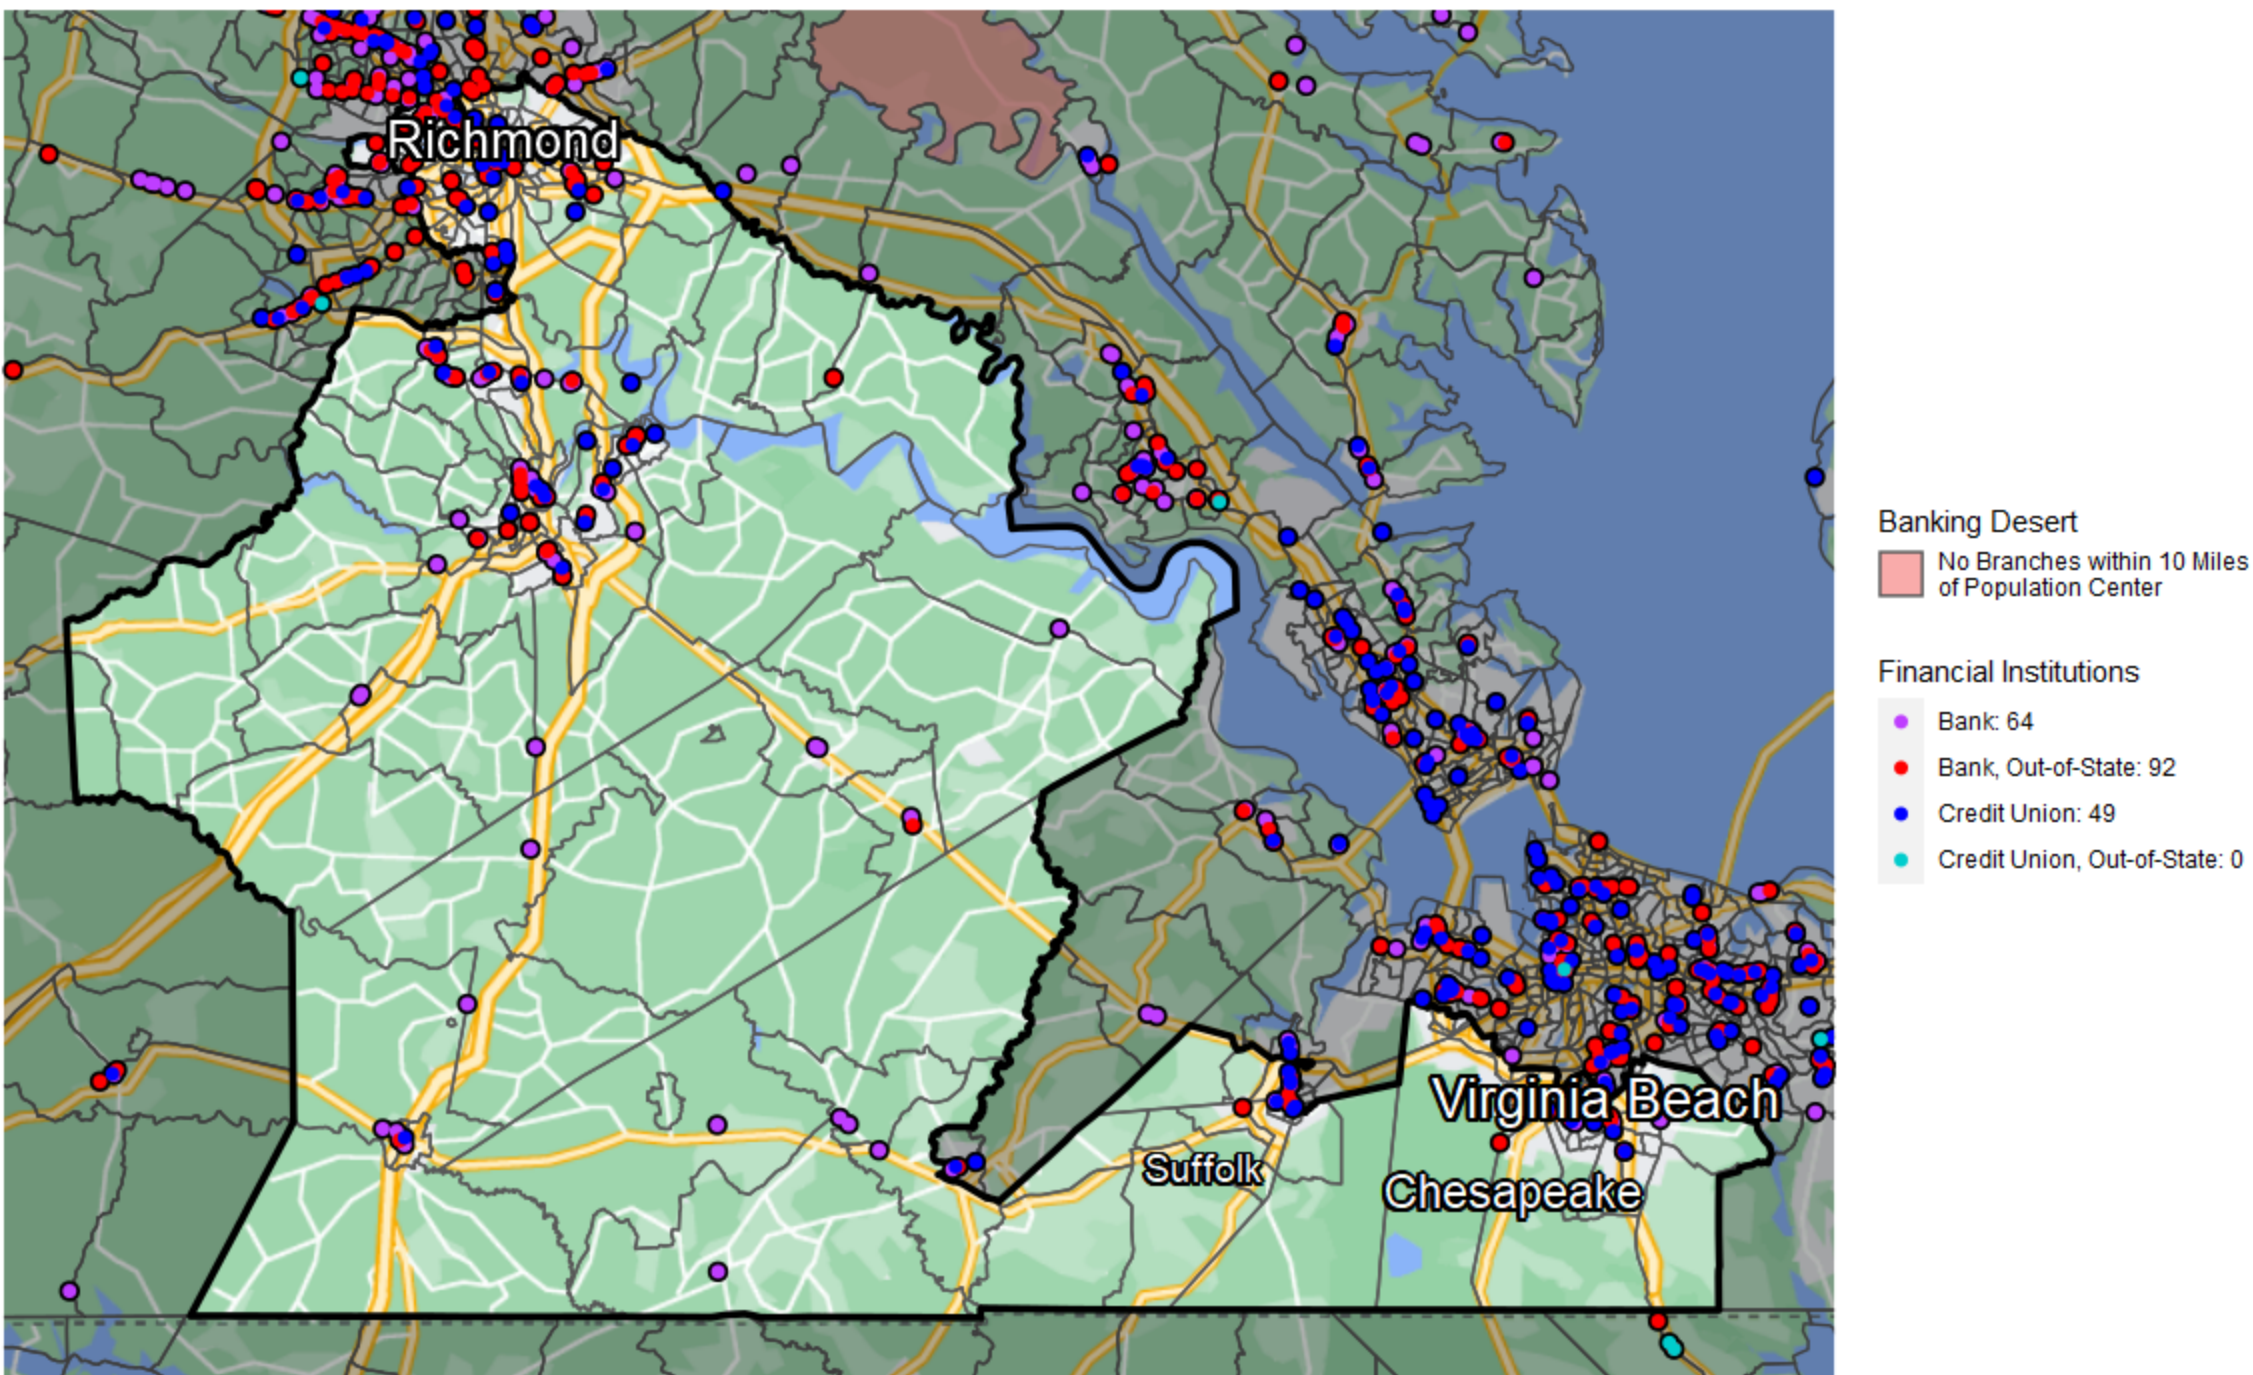 Richmond
Virginia Beach
Suffolk
Chesapeake
Banking Desert
No Branches within 10 Miles
of Population Center
Financial Institutions
Bank: 64
Bank, Out-of-State: 92
Credit Union: 49
Credit Union, Out-of-State: 0